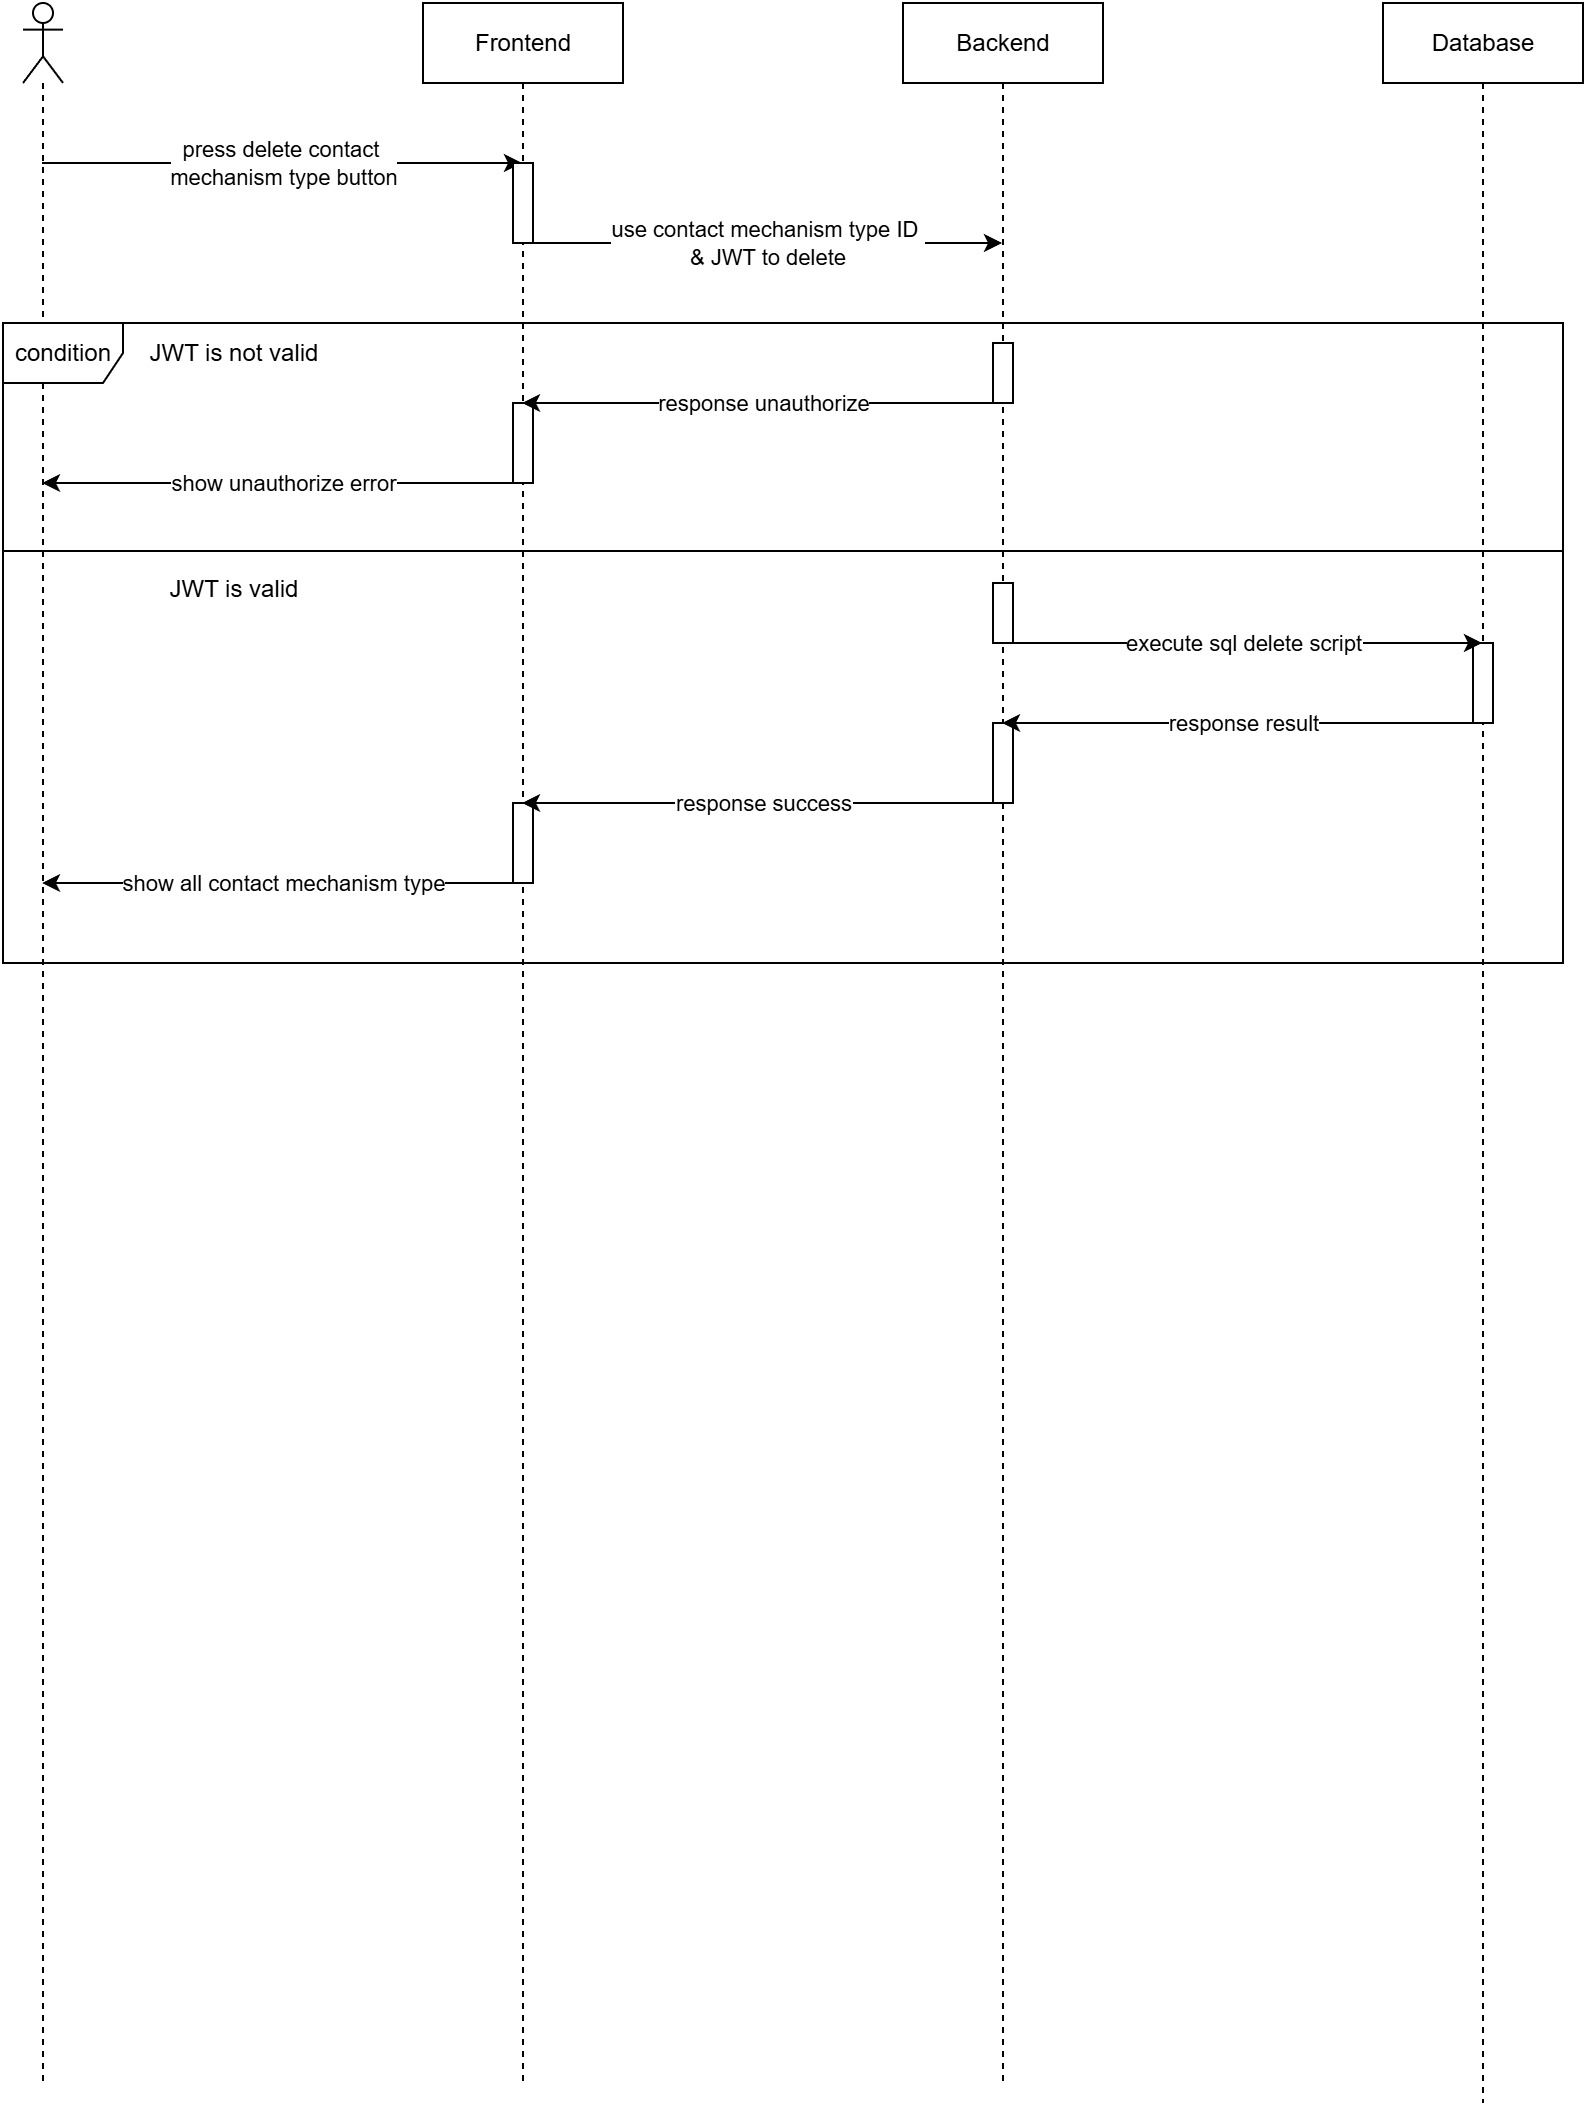 Frontend
Backend
Database
press delete contact
mechanism type button
use contact mechanism type ID
& JWT to delete
condition
JWT is not valid
response unauthorize
show unauthorize error
JWT is valid
execute sql delete script
response result
response success
show all contact mechanism type